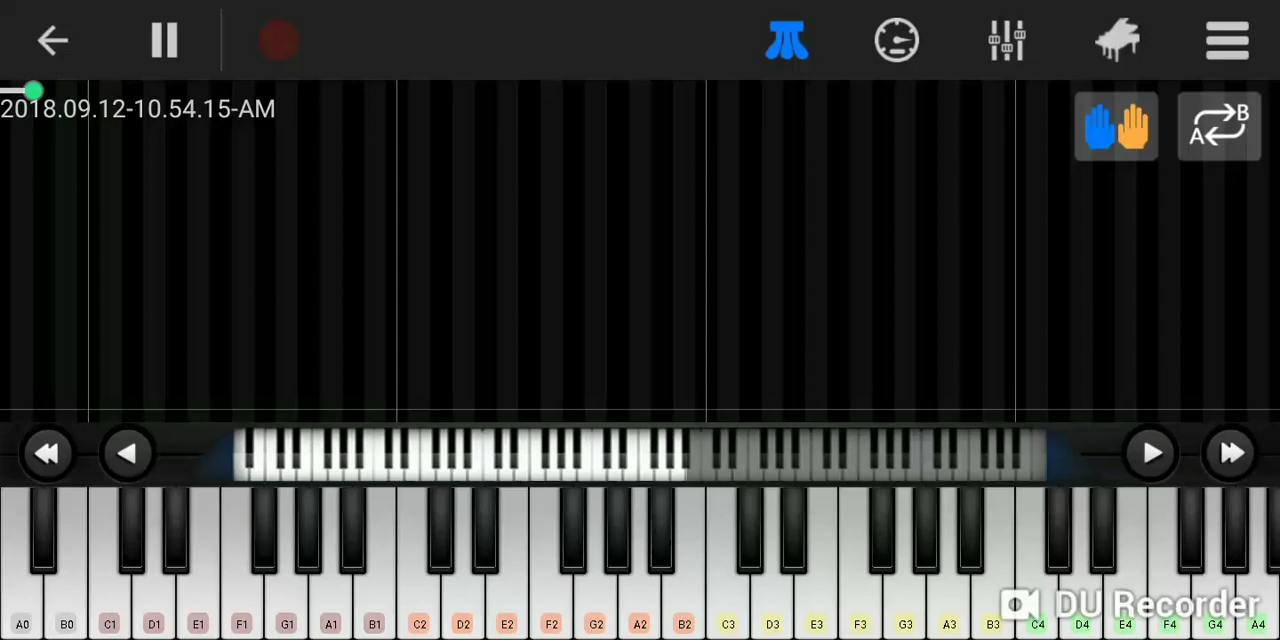 2018.09.12-10.54.15-AM
B
A
A0 B0 C1 D1 E1 F1 G1 A1 B1 C2 D2 E2 F2 G2 A2 B2 C3 D3 E3 F3 G3 A3 B3 C4 D4 E4 F4 G4 A4
DU Recorder